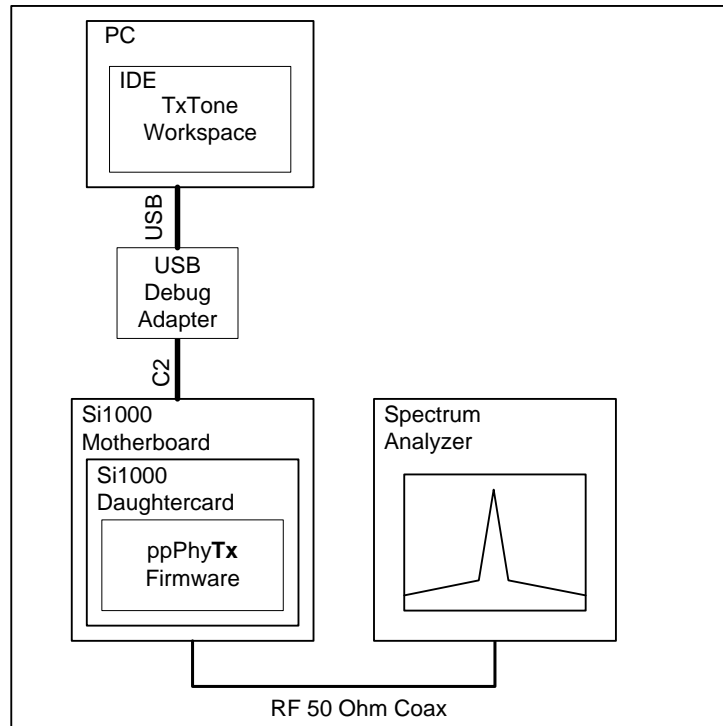 PC
IDE
TxTone
Workspace
USB
USB
Debug
Adapter
C2
Si1000
Motherboard
Si1000
Daughtercard
ppPhyTx
Firmware
Spectrum
Analyzer
RF 50 Ohm Coax